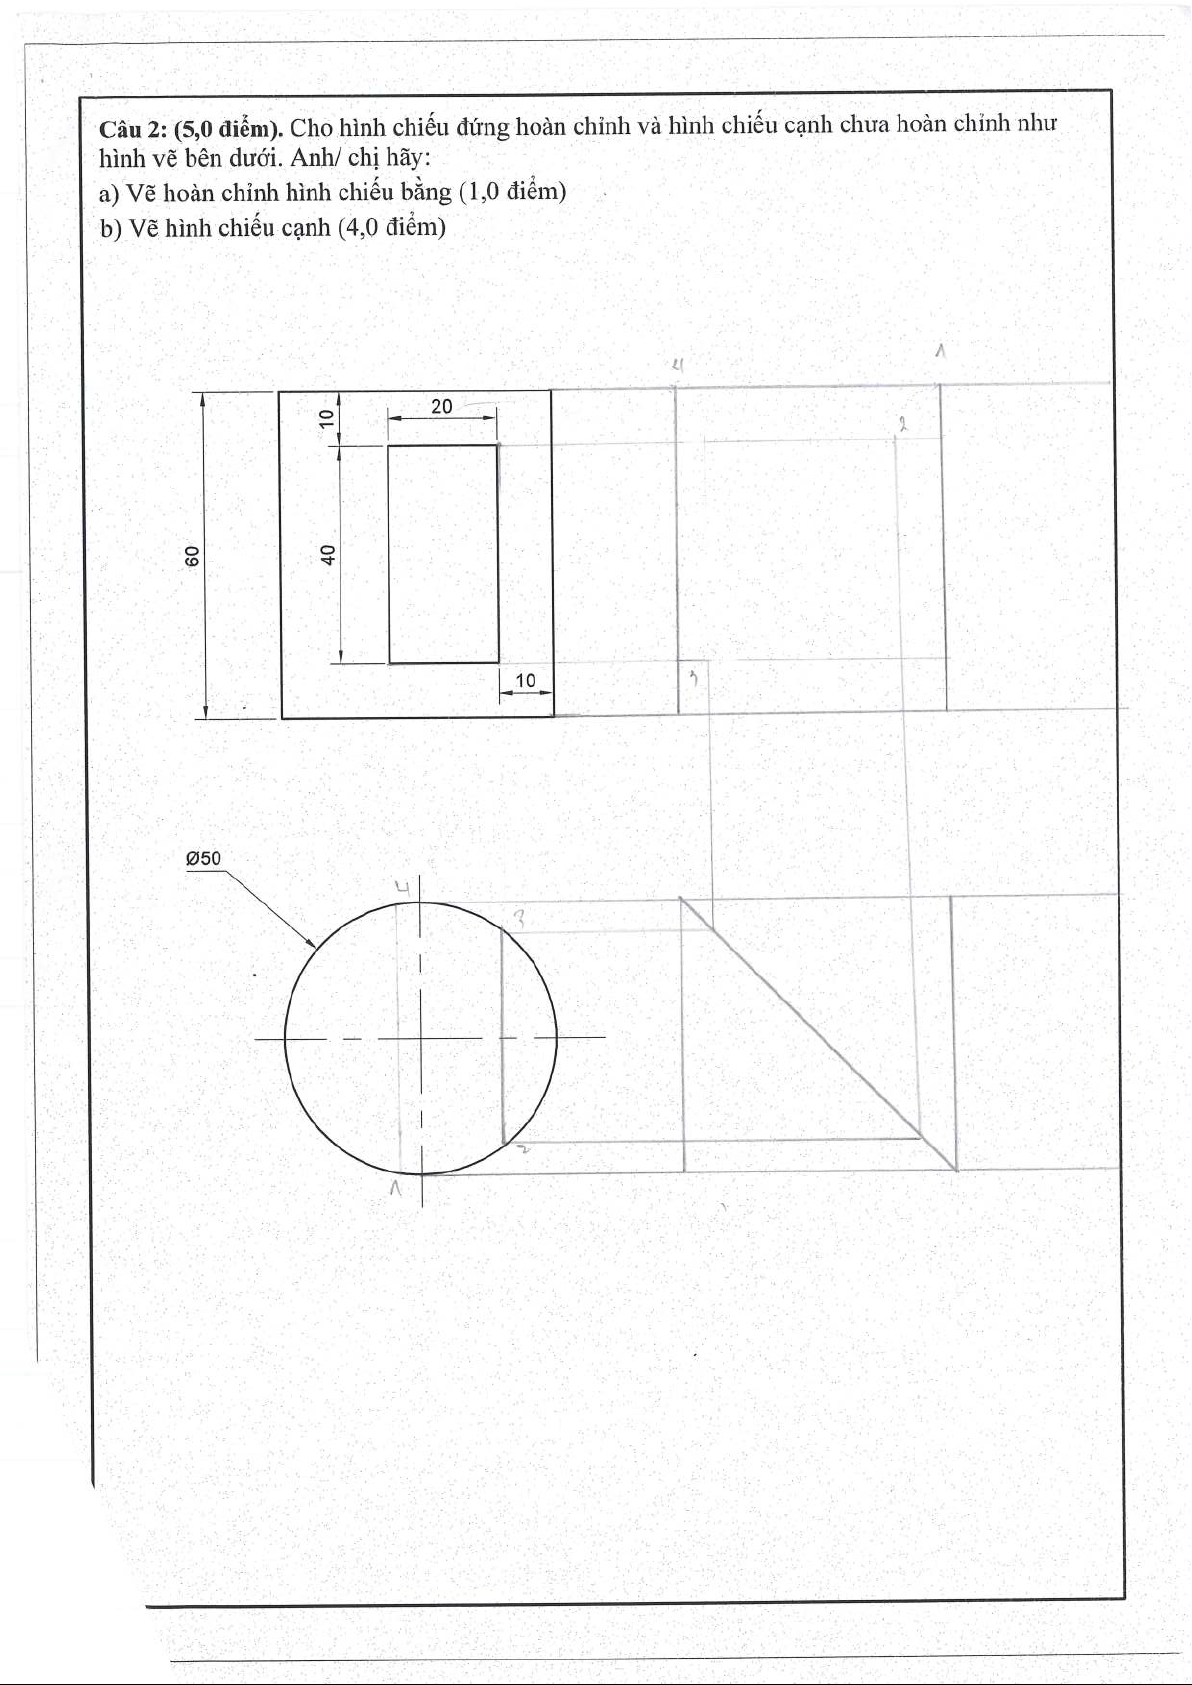 Câu 2: (5,0 điểm). Cho hình chiếu đứng hoàn chỉnh và hình chiếu cạnh chưa hoàn chỉnh như
hình vẽ bên dưới. Anh/ chị hãy:
a) Vẽ hoàn chỉnh hình chiếu bằng (1,0 điểm)
b) Vẽ hình chiếu cạnh (4,0 điểm)
4
1
20
10
2
60
40
10
3
Ø50
4
3
2
1